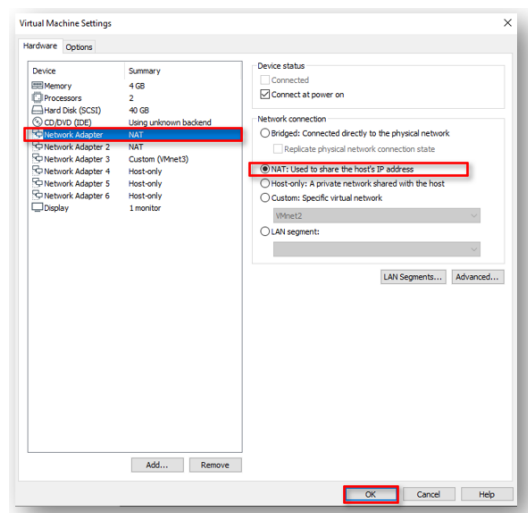 Virtual Machine Settings
Hardware Options
Device Summary
Memory 4 GB
Processors 2
Hard Disk (SCSI) 40 GB
CD/DVD (IDE) Using unknown backend
Network Adapter NAT
Network Adapter 2 NAT
Network Adapter 3 Custom (VMnet3)
Network Adapter 4 Host-only
Network Adapter 5 Host-only
Network Adapter 6 Host-only
Display 1 monitor
Add... Remove
Device status
Connected
Connect at power on
Network connection
Bridged: Connected directly to the physical network
Replicate physical network connection state
NAT: Used to share the host's IP address
Host-only: A private network shared with the host
Custom: Specific virtual network
VMnet2
LAN segment:
LAN Segments... Advanced...
OK Cancel Help